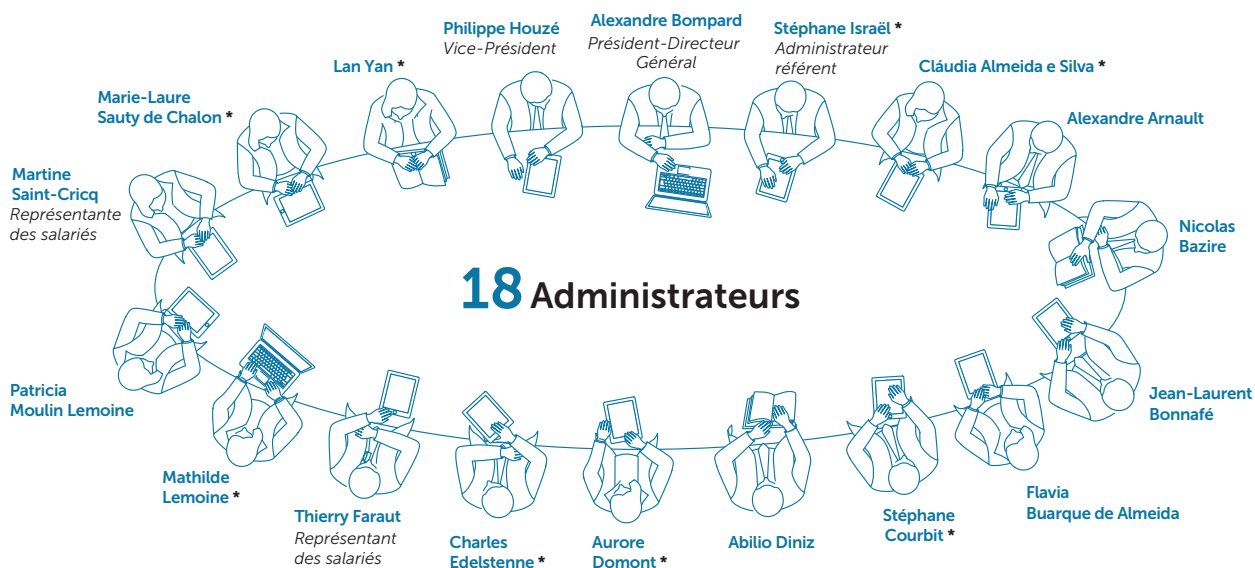 Alexandre Bompard
Président-Directeur
Général
Philippe Houzé
Vice-Président
Stéphane Israël *
Administrateur
référent
Lan Yan *
Cláudia Almeida e Silva *
Marie-Laure
Sauty de Chalon *
Alexandre Arnault
Martine
Saint-Cricq
Représentante
des salariés
Nicolas
Bazire
18 Administrateurs
Patricia
Moulin Lemoine
Jean-Laurent
Bonnafé
Mathilde
Lemoine *
Flavia
Buarque de Almeida
Thierry Faraut
Représentant
des salariés
Charles
Edelstenne *
Aurore
Domont *
Abilio Diniz
Stéphane
Courbit *